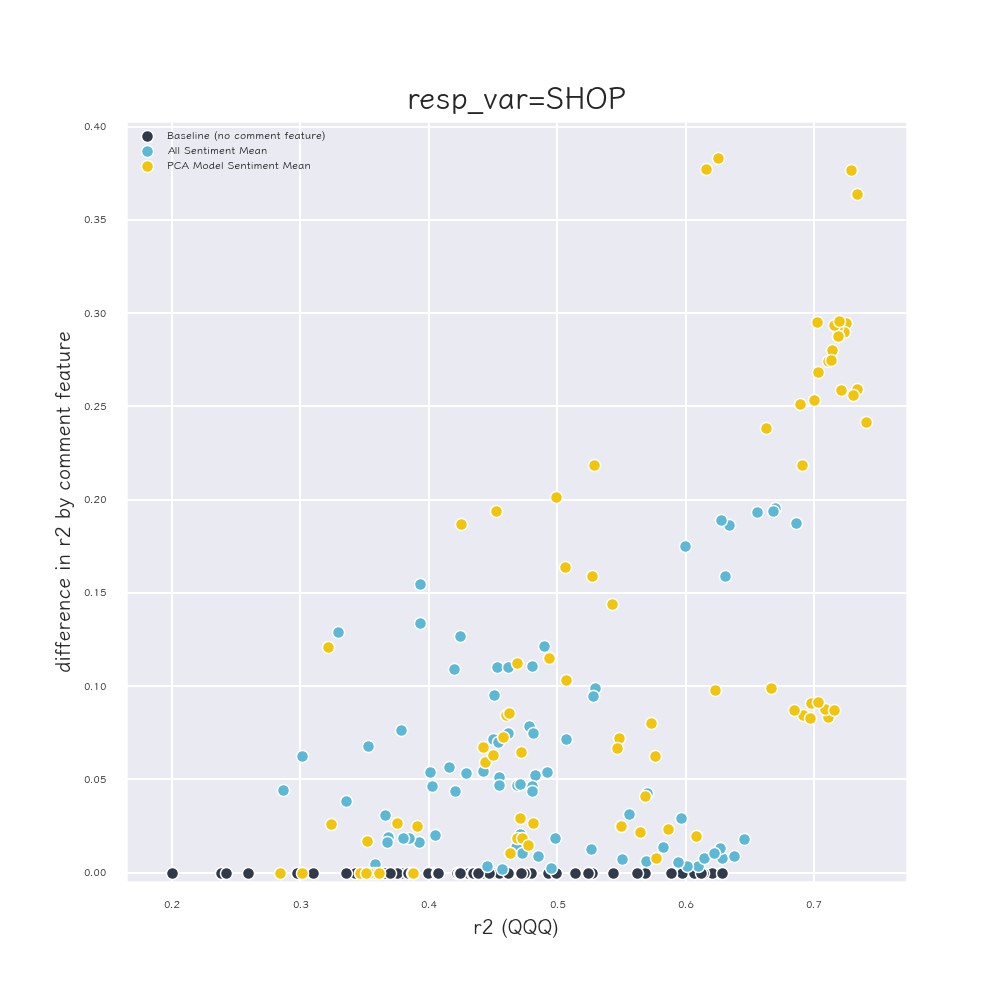 resp_var=SHOP
Baseline (no comment feature)
All Sentiment Mean
PCA Model Sentiment Mean
difference in r2 by comment feature
0.40
0.35
0.30
0.25
0.20
0.15
0.10
0.05
0.00
0.2 0.3 0.4 0.5 0.6 0.7
r2 (QQQ)